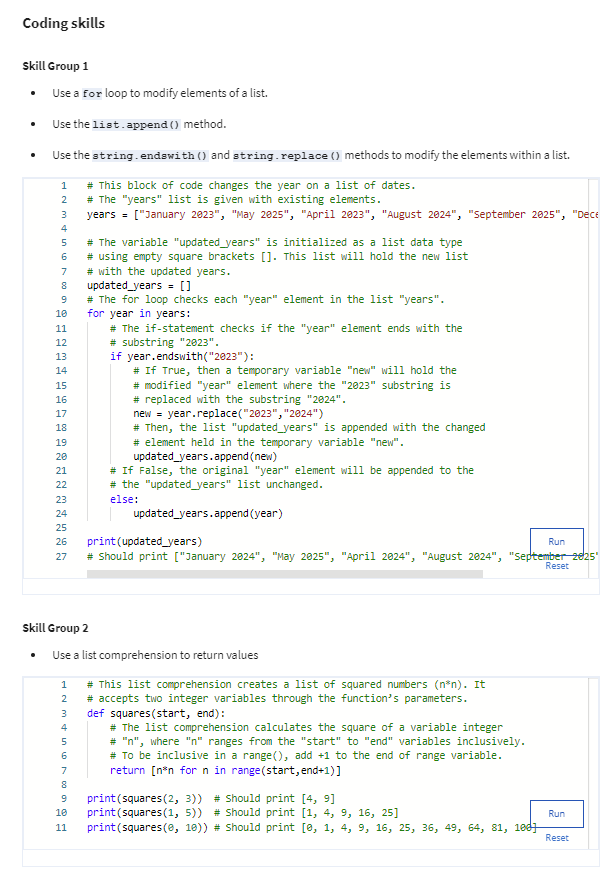 Coding skills
Skill Group 1
• Use a for loop to modify elements of a list.
• Use the list.append() method.
• Use the string.endswith() and string.replace() methods to modify the elements within a list.
1 # This block of code changes the year on a list of dates.
2 # The "years" list is given with existing elements.
3 years = ["January 2023", "May 2025", "April 2023", "August 2024", "September 2025", "Dece
4
5 # The variable "updated_years" is initialized as a list data type
6 # using empty square brackets []. This list will hold the new list
7 # with the updated years.
8 updated_years = []
9 # The for loop checks each "year" element in the list "years".
10 for year in years:
11     # The if-statement checks if the "year" element ends with the
12     # substring "2023".
13     if year.endswith("2023"):
14         # If True, then a temporary variable "new" will hold the
15         # modified "year" element where the "2023" substring is
16         # replaced with the substring "2024".
17         new = year.replace("2023","2024")
18         # Then, the list "updated_years" is appended with the changed
19         # element held in the temporary variable "new".
20         updated_years.append(new)
21     # If False, the original "year" element will be appended to the
22     # the "updated_years" list unchanged.
23     else:
24         updated_years.append(year)
25
26 print(updated_years)
Run
27 # Should print ["January 2024", "May 2025", "April 2024", "August 2024", "September 2025"
Reset
Skill Group 2
• Use a list comprehension to return values
1 # This list comprehension creates a list of squared numbers (n*n). It
2 # accepts two integer variables through the function's parameters.
3 def squares(start, end):
4     # The list comprehension calculates the square of a variable integer
5     # "n", where "n" ranges from the "start" to "end" variables inclusively.
6     # To be inclusive in a range(), add +1 to the end of range variable.
7     return [n*n for n in range(start,end+1)]
8
9 print(squares(2, 3))  # Should print [4, 9]
10 print(squares(1, 5))  # Should print [1, 4, 9, 16, 25]
Run
11 print(squares(0, 10)) # Should print [0, 1, 4, 9, 16, 25, 36, 49, 64, 81, 100]
Reset